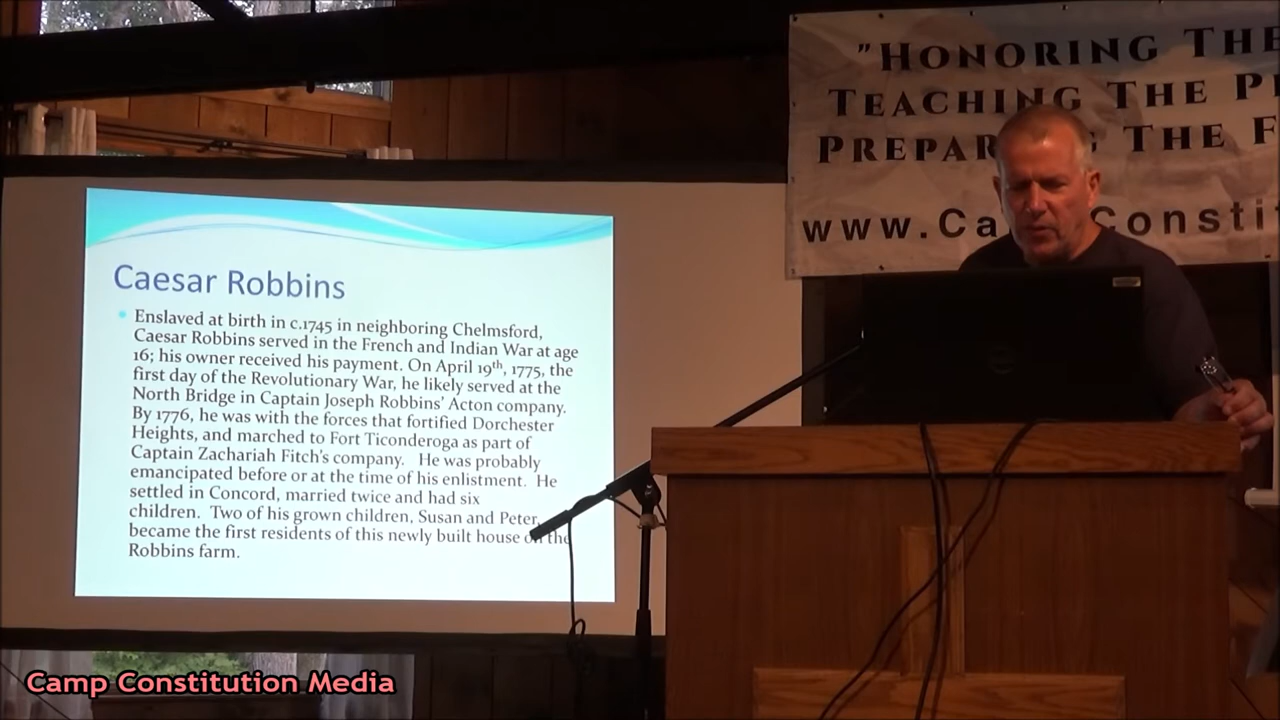 "HONORING THE
TEACHING THE P
PREPAR G THE F
www.Ca Consti
Caesar Robbins
• Enslaved at birth in c.1745 in neighboring Chelmsford,
Caesar Robbins served in the French and Indian War at age
16; his owner received his payment. On April 19th, 1775, the
first day of the Revolutionary War, he likely served at the
North Bridge in Captain Joseph Robbins' Acton company.
By 1776, he was with the forces that fortified Dorchester
Heights, and marched to Fort Ticonderoga as part of
Captain Zachariah Fitch's company. He was probably
emancipated before or at the time of his enlistment. He
settled in Concord, married twice and had six
children. Two of his grown children, Susan and Peter,
became the first residents of this newly built house on the
Robbins farm.
Camp Constitution Media